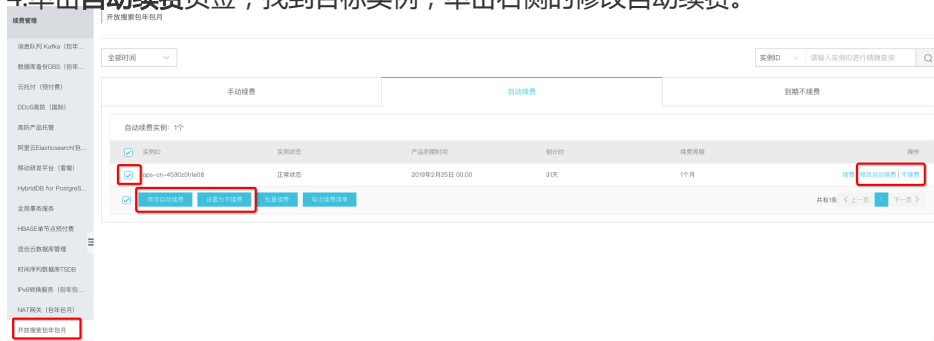 4.单击自动续费页签，找到目标实例，单击右侧的修改自动续费。
续费管理
开放搜索包年包月
消息队列 Kafka（包年...
全部时间
实例ID
请输入实例ID进行精确查询
数据库备份DBS（包年...
云托付（预付费）
手动续费
自动续费
到期不续费
DDoS高防（国际）
高防产品托管
自动续费实例：1个
阿里云Elasticsearch(包...
实例ID
实例状态
产品到期时间
倒计时
续费周期
操作
移动研发平台（套餐）
ops-cn-4590z0h1e08
正常状态
2019年2月25日 00:00
31天
1个月
续费 | 修改自动续费 | 不续费
HybridDB for PostgreS...
修改自动续费
设置为不续费
批量续费
导出续费清单
共有1条
上一页
1
下一页
全局事务服务
HBASE单节点预付费
混合云数据库管理
时间序列数据库TSDB
IPv6转换服务（包年包...
NAT网关（包年包月）
开放搜索包年包月